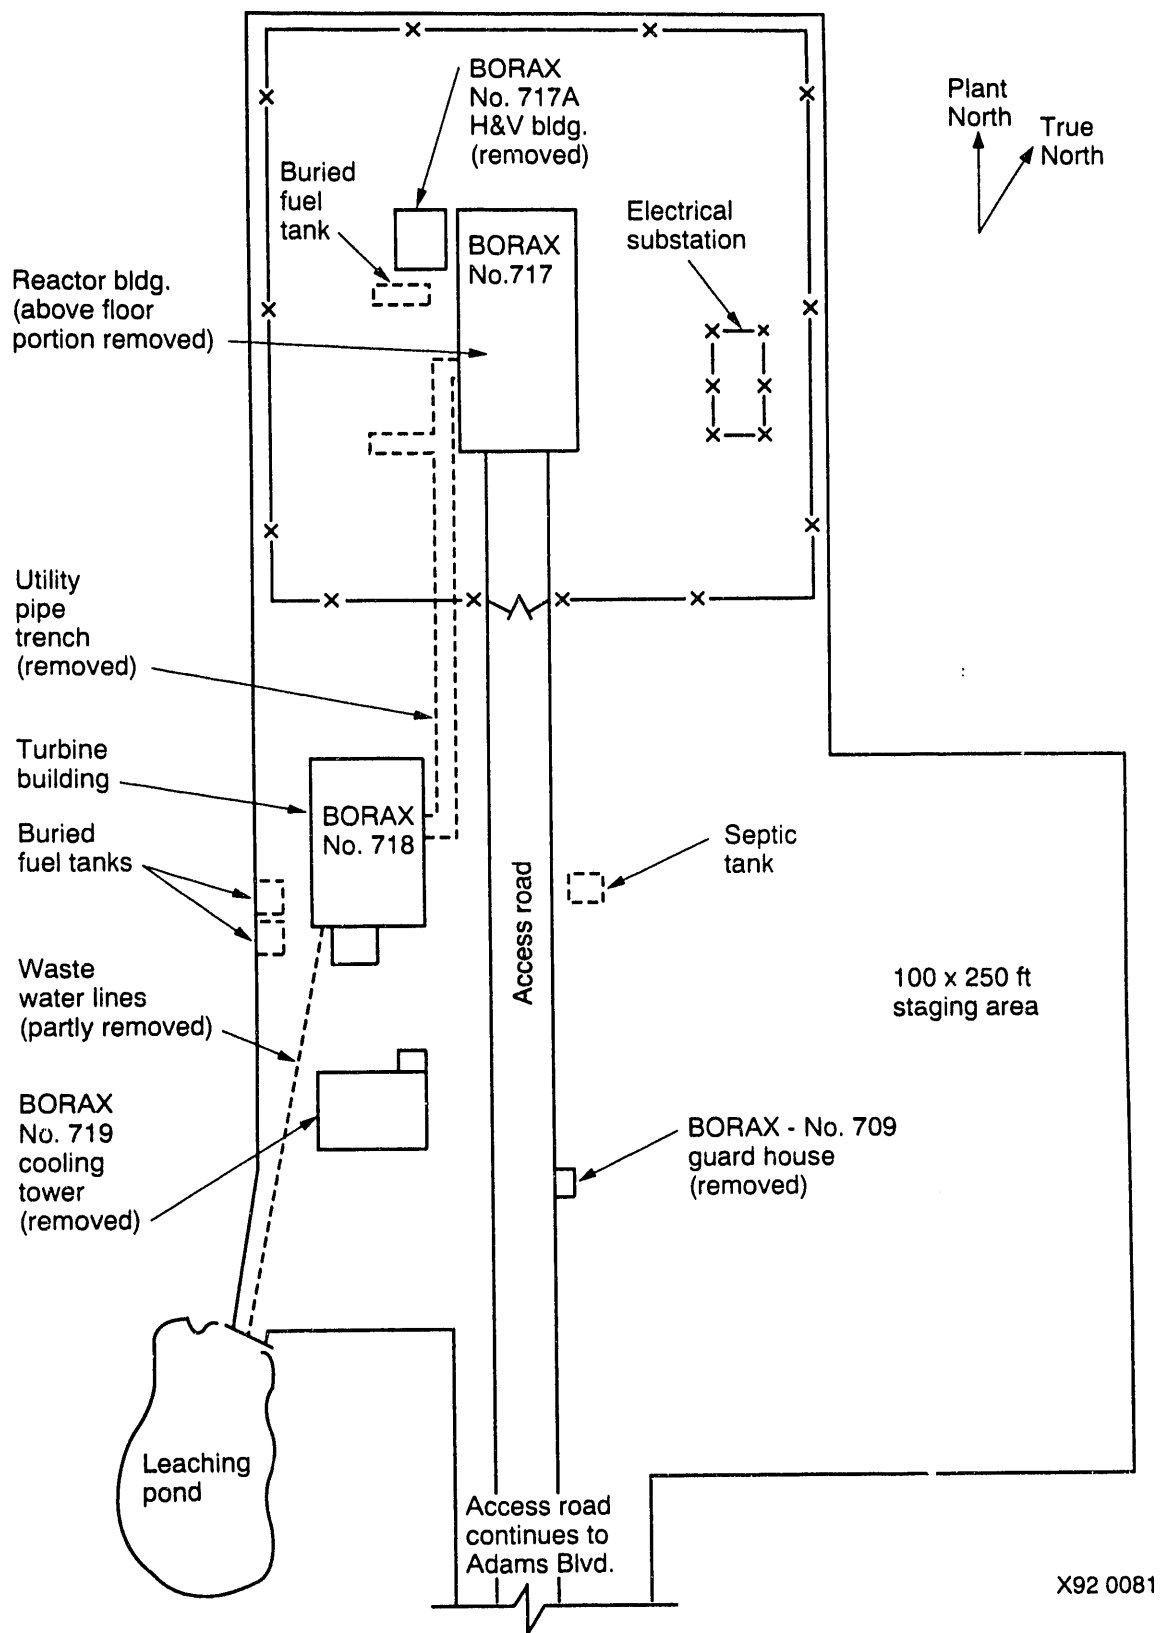 BORAX
No. 717A
H&V bldg.
(removed)
Plant
North
True
North
Buried
fuel
tank
Electrical
substation
BORAX
No.717
Reactor bldg.
(above floor
portion removed)
Utility
pipe
trench
(removed)
Turbine
building
BORAX
No. 718
Buried
fuel tanks
Septic
tank
Access road
Waste
water lines
(partly removed)
100 x 250 ft
staging area
BORAX
No. 719
cooling
tower
(removed)
BORAX - No. 709
guard house
(removed)
Leaching
pond
Access road
continues to
Adams Blvd.
X92 0081